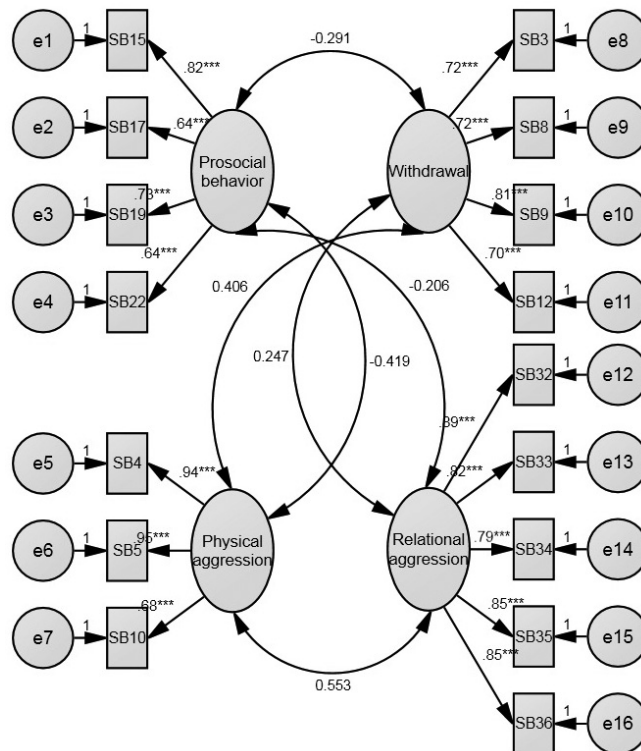 -0.291
e1 1 SB15 .82***
.72*** SB3 1 e8
e2 1 SB17 .64***
.72*** SB8 1 e9
Prosocial
behavior
Withdrawal
e3 1 SB19 .73***
.81*** SB9 1 e10
e4 1 SB22 .64***
.70*** SB12 1 e11
0.406
-0.206
0.247
-0.419
SB32 1 e12
.89***
e5 1 SB4 .94***
.82*** SB33 1 e13
e6 1 SB5 .95***
Physical
aggression
Relational
aggression
.79*** SB34 1 e14
e7 1 SB10 .68***
.85*** SB35 1 e15
.85*** SB36 1 e16
0.553